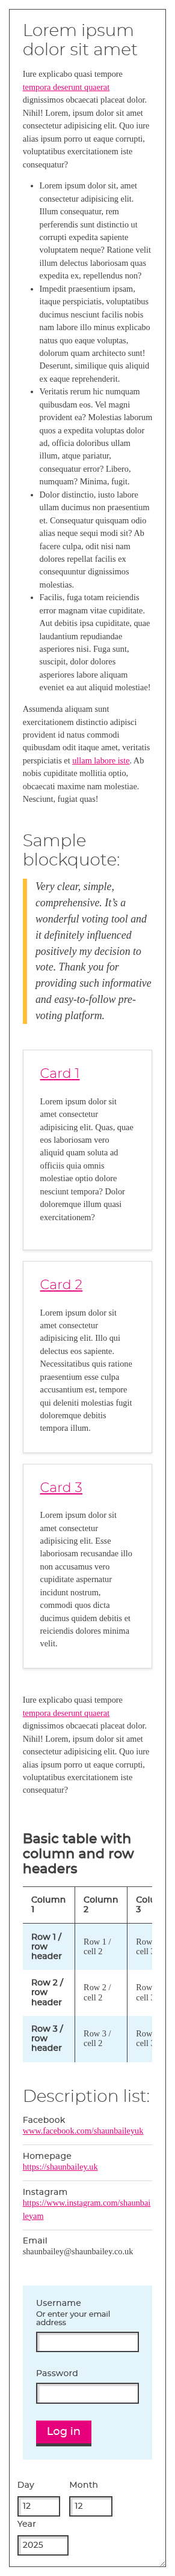 Lorem ipsum
dolor sit amet
Iure explicabo quasi tempore
tempora deserunt quaerat
dignissimos obcaecati placeat dolor.
Nihil! Lorem, ipsum dolor sit amet
consectetur adipisicing elit. Quo iure
alias ipsum porro ut eaque corrupti,
voluptatibus exercitationem iste
consequatur?
Lorem ipsum dolor sit, amet
consectetur adipisicing elit.
Illum consequatur, rem
perferendis sunt distinctio ut
corrupti expedita sapiente
voluptatem neque? Ratione velit
illum delectus laboriosam quas
expedita ex, repellendus non?
Impedit praesentium ipsam,
itaque perspiciatis, voluptatibus
ducimus nesciunt facilis nobis
nam labore illo minus explicabo
natus quo eaque voluptas,
dolorum quam architecto sunt!
Deserunt, similique quis aliquid
ex eaque reprehenderit.
Veritatis rerum hic numquam
quibusdam eos. Vel magni
provident ea? Molestias laborum
quos a expedita voluptas dolor
ad, officia doloribus ullam
illum, atque pariatur,
consequatur error? Libero,
numquam? Minima, fugit.
Dolor distinctio, iusto labore
ullam ducimus non praesentium
et. Consequatur quisquam odio
alias neque sequi modi sit? Ab
facere culpa, odit nisi nam
dolores repellat facilis ex
consequuntur dignissimos
molestias.
Facilis, fuga totam reiciendis
error magnam vitae cupiditate.
Aut debitis ipsa cupiditate, quae
laudantium repudiandae
asperiores nisi. Fuga sunt,
suscipit, dolor dolores
asperiores labore aliquam
eveniet ea aut aliquid molestiae!
Assumenda aliquam sunt
exercitationem distinctio adipisci
provident id natus commodi
quibusdam odit itaque amet, veritatis
perspiciatis et ullam labore iste. Ab
nobis cupiditate mollitia optio,
obcaecati maxime nam molestiae.
Nesciunt, fugiat quas!
Sample
blockquote:
Very clear, simple,
comprehensive. It’s a
wonderful voting tool and
it definitely influenced
positively my decision to
vote. Thank you for
providing such informative
and easy-to-follow pre-
voting platform.
Card 1
Lorem ipsum dolor sit
amet consectetur
adipisicing elit. Quas, quae
eos laboriosam vero
aliquid quam soluta ad
officiis quia omnis
molestiae optio dolore
nesciunt tempora? Dolor
doloremque illum quasi
exercitationem?
Card 2
Lorem ipsum dolor sit
amet consectetur
adipisicing elit. Illo qui
delectus eos sapiente.
Necessitatibus quis ratione
praesentium esse culpa
accusantium est, tempore
qui deleniti molestias fugit
doloremque debitis
tempora illum.
Card 3
Lorem ipsum dolor sit
amet consectetur
adipisicing elit. Esse
laboriosam recusandae illo
non accusamus vero
cupiditate aspernatur
incidunt nostrum,
commodi quos dicta
ducimus quidem debitis et
reiciendis dolores minima
velit.
Iure explicabo quasi tempore
tempora deserunt quaerat
dignissimos obcaecati placeat dolor.
Nihil! Lorem, ipsum dolor sit amet
consectetur adipisicing elit. Quo iure
alias ipsum porro ut eaque corrupti,
voluptatibus exercitationem iste
consequatur?
Basic table with
column and row
headers
Column 1 Column 2 3
Row 1 / row header Row 1 / cell 2 Row
Row 2 / row header Row 2 / cell 2 Row
Row 3 / row header Row 3 / cell 2 Row
Description list:
Facebook
www.facebook.com/shaunbaileyuk
Homepage
https://shaunbailey.uk
Instagram
https://www.instagram.com/shaunbai
leyam
Email
shaunbailey@shaunbailey.co.uk
Username
Or enter your email
address
Password
Log in
Day Month
12 12
Year
2025